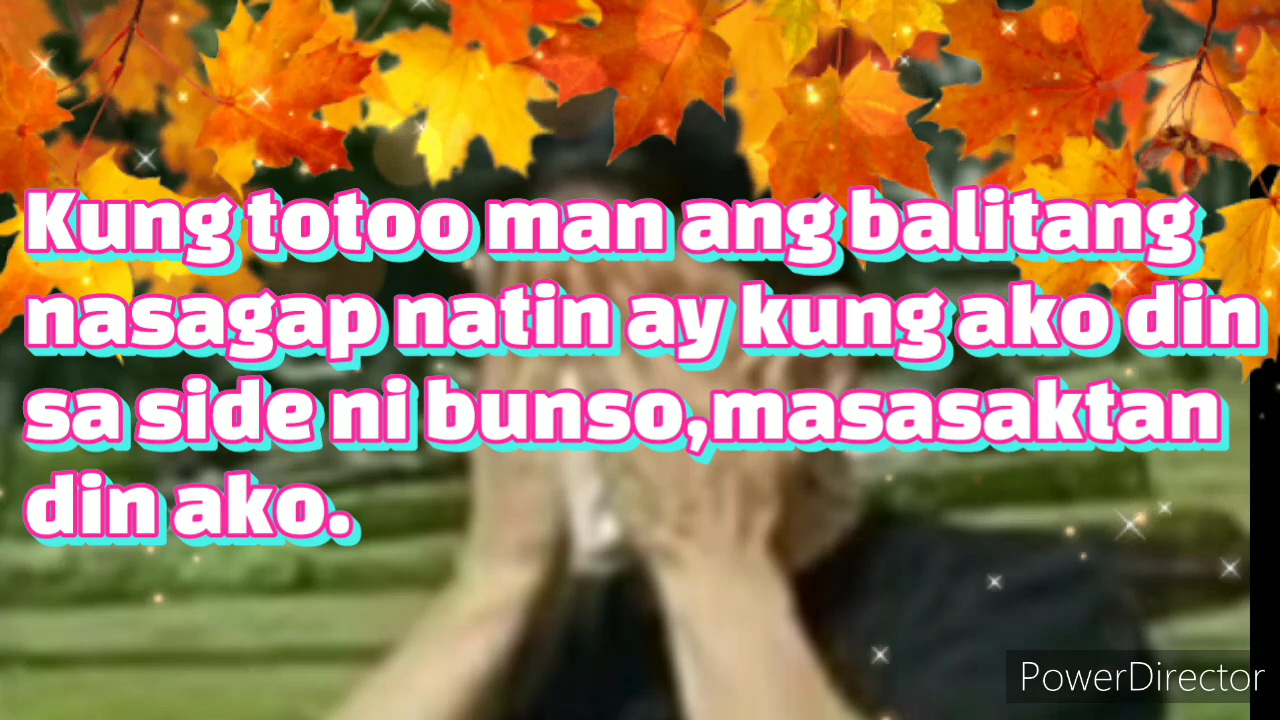 Kung totoo man ang balitang
nasagap natin ay kung ako din
sa side ni bunso,masasaktan
din ako.
PowerDirector